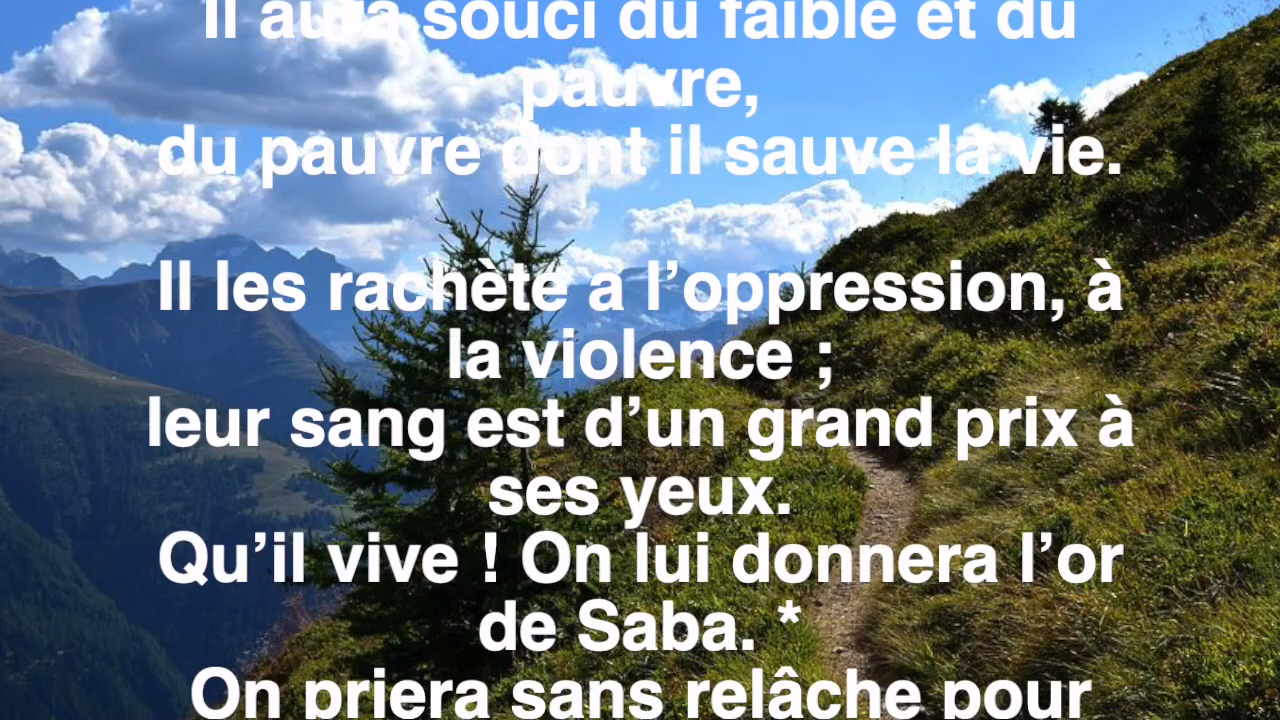 Il aura souci du faible et du
pauvre,
du pauvre dont il sauve la vie.
Il les rachète a l’oppression, à
la violence ;
leur sang est d’un grand prix à
ses yeux.
Qu’il vive ! On lui donnera l’or
de Saba. *
On priera sans relâche pour